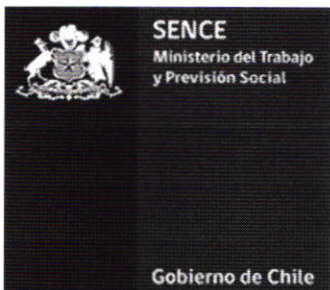 SENCE
Ministerio del Trabajo
y Previsión Social
Gobierno de Chile